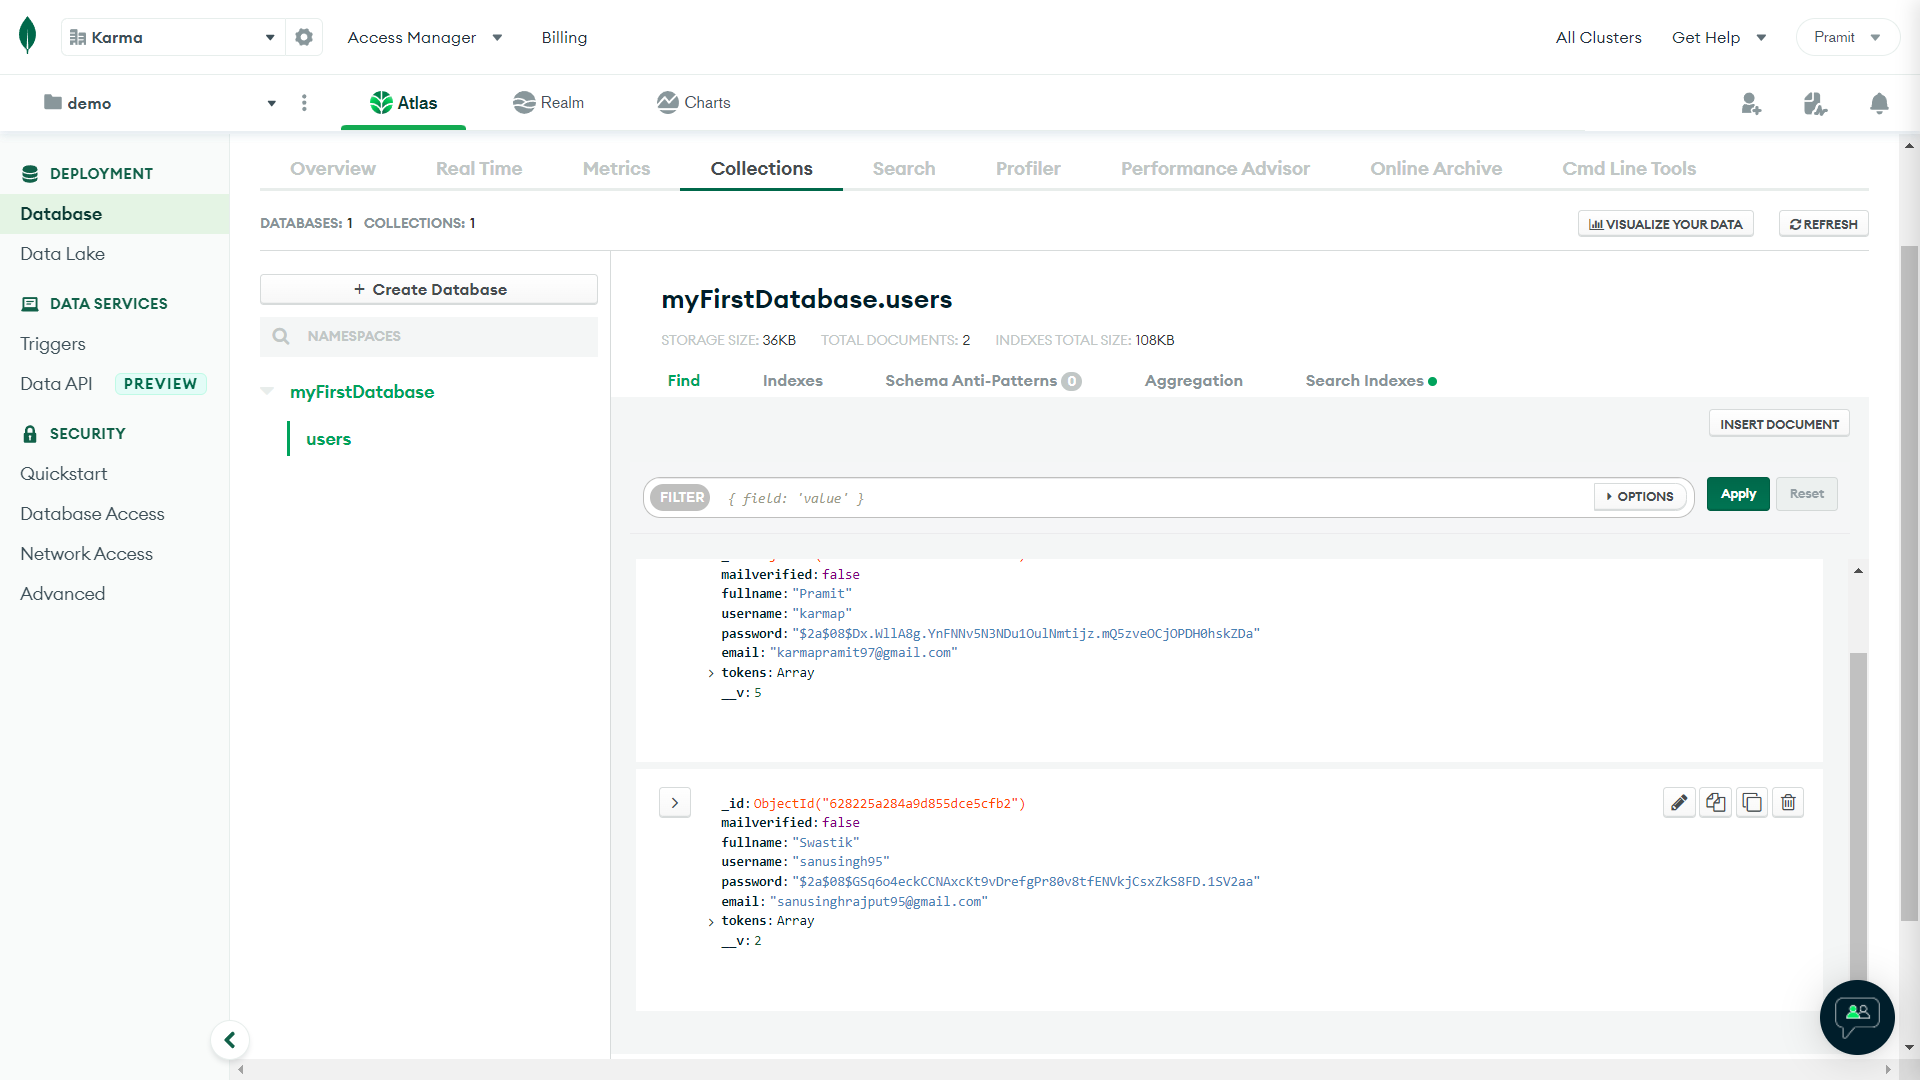 Karma
Access Manager
Billing
All Clusters
Get Help
Pramit
demo
Atlas
Realm
Charts
DEPLOYMENT
Database
Data Lake
DATA SERVICES
Triggers
Data API PREVIEW
SECURITY
Quickstart
Database Access
Network Access
Advanced
Overview
Real Time
Metrics
Collections
Search
Profiler
Performance Advisor
Online Archive
Cmd Line Tools
DATABASES: 1 COLLECTIONS: 1
VISUALIZE YOUR DATA
REFRESH
+ Create Database
NAMESPACES
myFirstDatabase
users
myFirstDatabase.users
STORAGE SIZE: 36KB TOTAL DOCUMENTS: 2 INDEXES TOTAL SIZE: 108KB
Find
Indexes
Schema Anti-Patterns 0
Aggregation
Search Indexes
INSERT DOCUMENT
FILTER { field: 'value' }
OPTIONS
Apply
Reset
mailverified: false
fullname: "Pramit"
username: "karmap"
password: "$2a$08$Dx.WllA8g.YnFNNv5N3NDu1OulNmtijz.mQ5zveOCjOPDH0hskZDa"
email: "karmapramit97@gmail.com"
tokens: Array
__v: 5
_id: ObjectId("628225a284a9d855dce5cfb2")
mailverified: false
fullname: "Swastik"
username: "sanusingh95"
password: "$2a$08$GSq6o4eckCCNAxcKt9vDrefgPr80v8tfENVkjCsxZkS8FD.1SV2aa"
email: "sanusinghrajput95@gmail.com"
tokens: Array
__v: 2